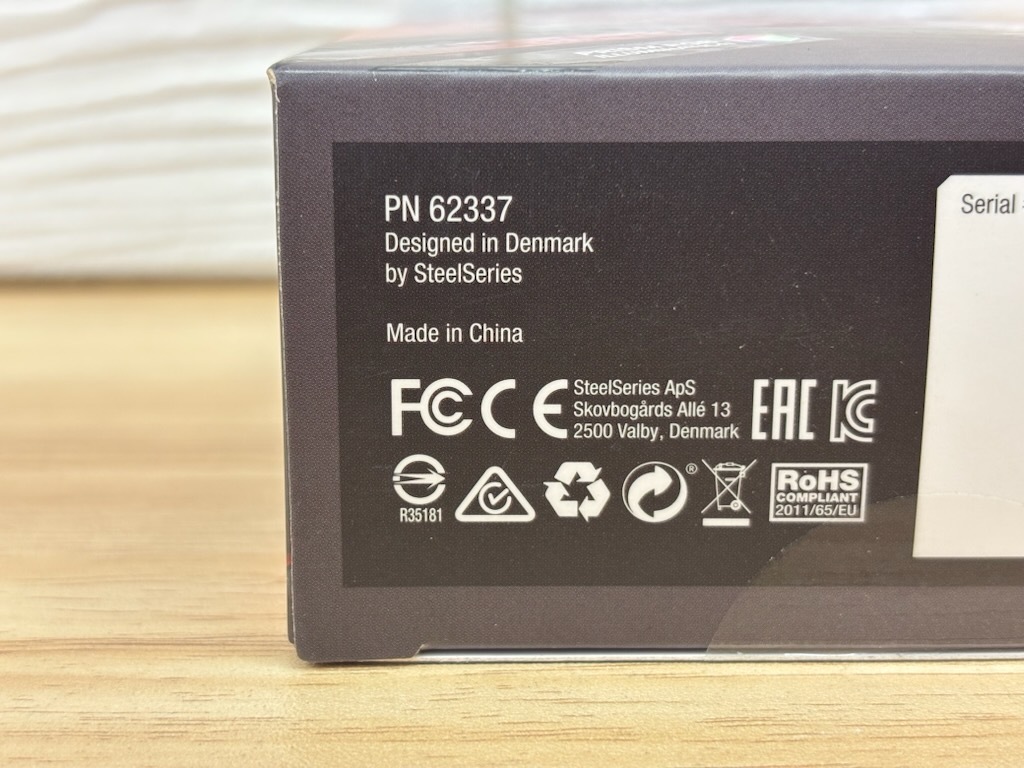 PN 62337
Designed in Denmark
by SteelSeries
Made in China
FC CE
SteelSeries ApS
Skovbogårds Allé 13
2500 Valby, Denmark
EAC KC
R35181
®
RoHS
COMPLIANT
2011/65/EU
Serial